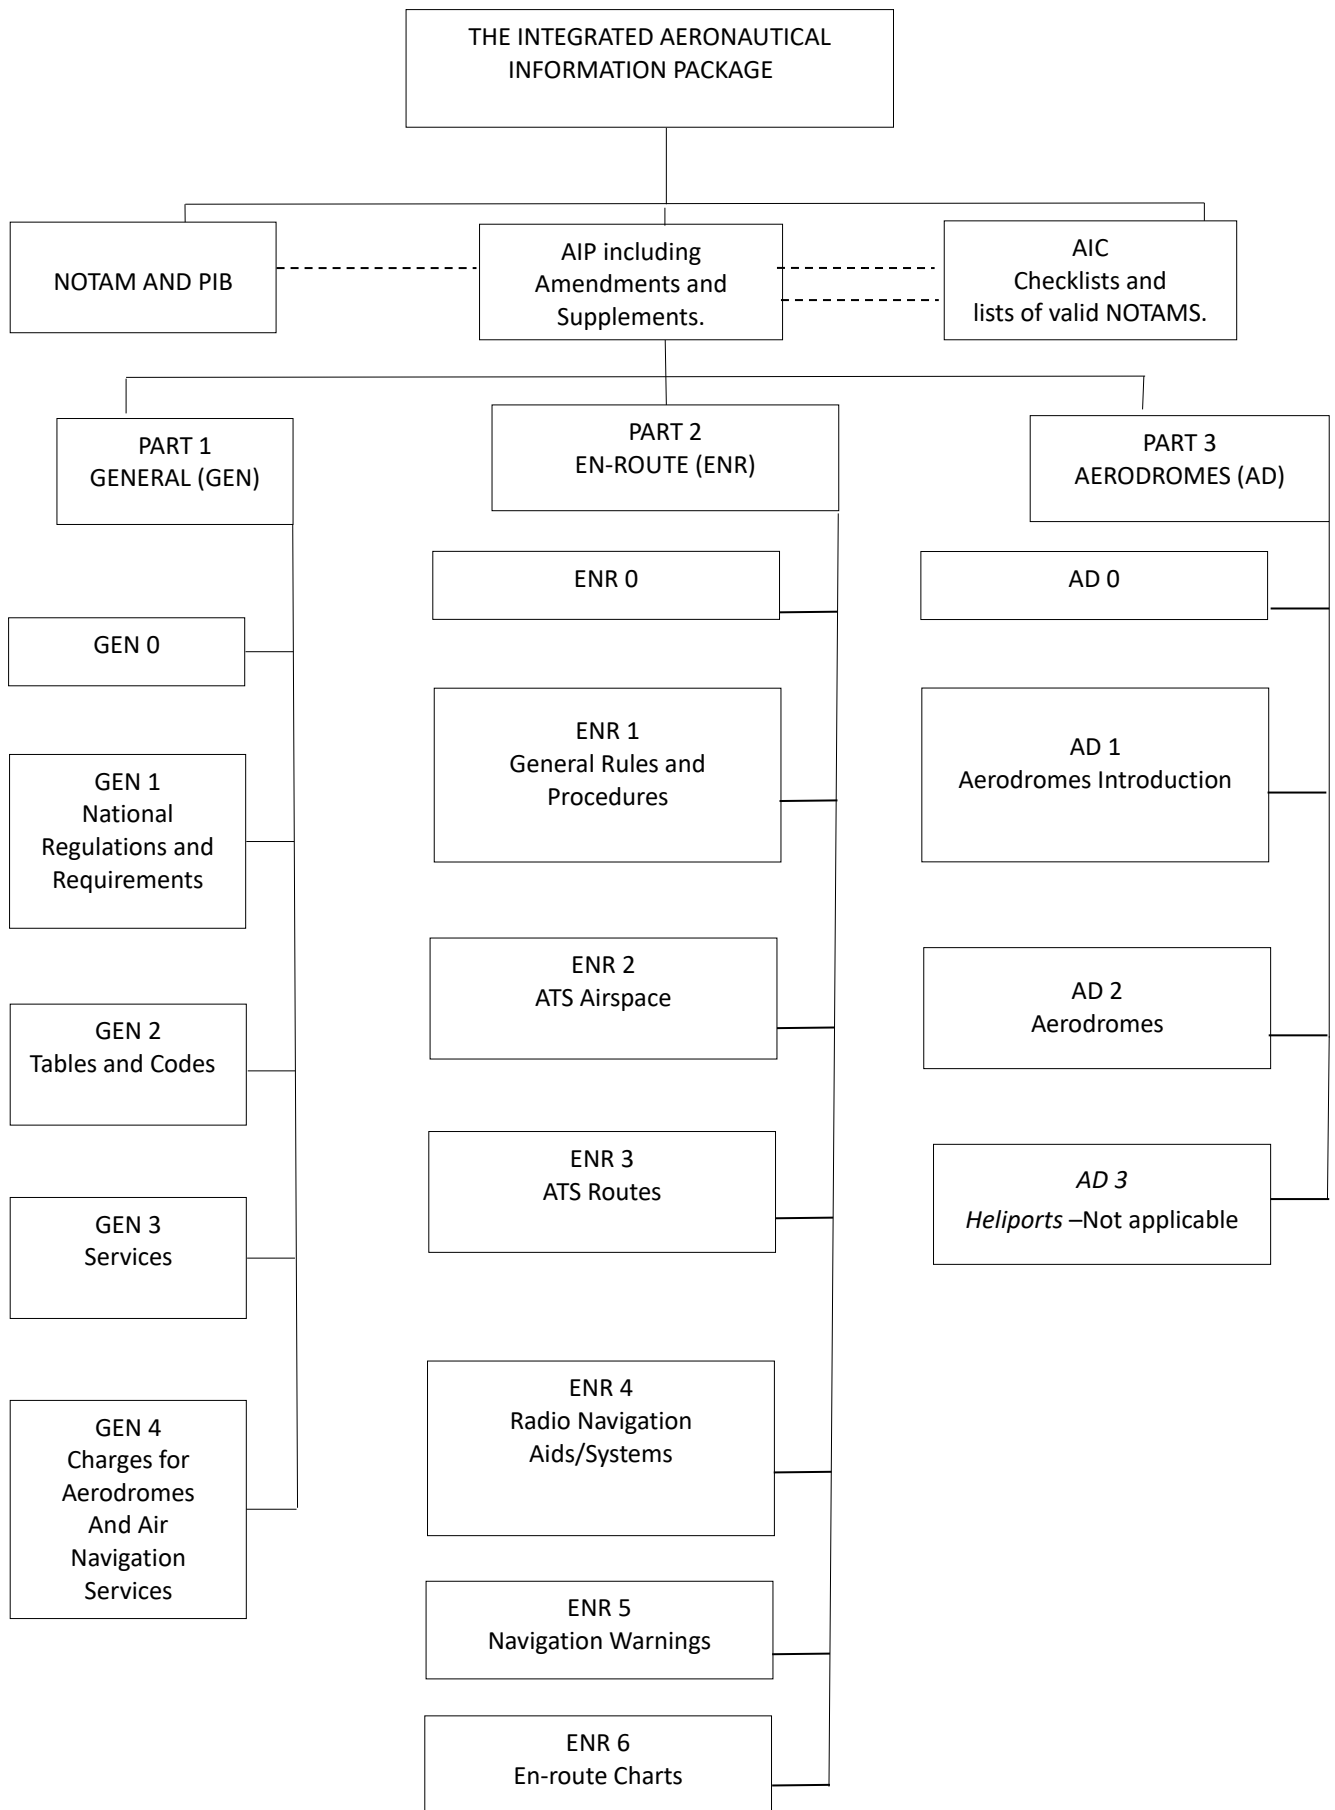 THE INTEGRATED AERONAUTICAL
INFORMATION PACKAGE
NOTAM AND PIB
AIP including
Amendments and
Supplements.
AIC
Checklists and
lists of valid NOTAMS.
PART 1
GENERAL (GEN)
PART 2
EN-ROUTE (ENR)
PART 3
AERODROMES (AD)
GEN 0
GEN 1
National
Regulations and
Requirements
GEN 2
Tables and Codes
GEN 3
Services
GEN 4
Charges for
Aerodromes
And Air
Navigation
Services
ENR 0
ENR 1
General Rules and
Procedures
ENR 2
ATS Airspace
ENR 3
ATS Routes
ENR 4
Radio Navigation
Aids/Systems
ENR 5
Navigation Warnings
ENR 6
En-route Charts
AD 0
AD 1
Aerodromes Introduction
AD 2
Aerodromes
AD 3
Heliports –Not applicable